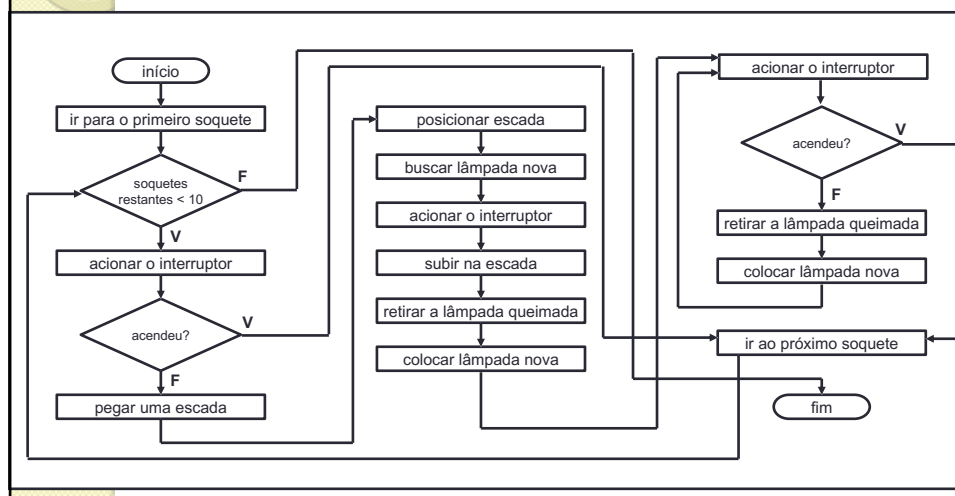 início
ir para o primeiro soquete
soquetes
restantes < 10
F
V
acionar o interruptor
acendeu?
V
F
pegar uma escada
posicionar escada
buscar lâmpada nova
acionar o interruptor
subir na escada
retirar a lâmpada queimada
colocar lâmpada nova
acionar o interruptor
acendeu?
V
F
retirar a lâmpada queimada
colocar lâmpada nova
ir ao próximo soquete
fim